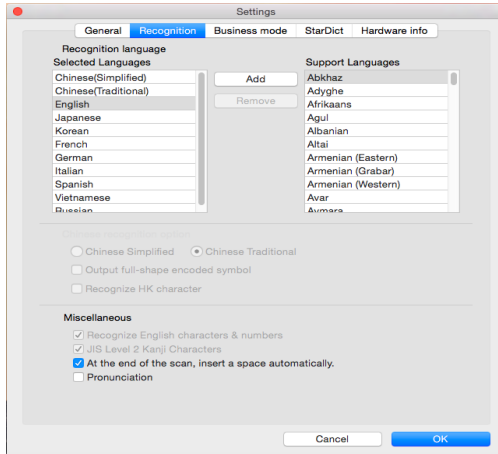 Settings
General Recognition Business mode StarDict Hardware info
Recognition language
Selected Languages Support Languages
Chinese(Simplified) Add Abkhaz
Chinese(Traditional) Adyghe
English Remove Afrikaans
Japanese Agul
Korean Albanian
French Altai
German Armenian (Eastern)
Italian Armenian (Grabar)
Spanish Armenian (Western)
Vietnamese Avar
Russian Aymara
Chinese recognition
Chinese Simplified Chinese Traditional
Output full-shape encoded symbol
Recognize HK character
Miscellaneous
Recognize English characters & numbers
JIS Level 2 Kanji Characters
At the end of the scan, insert a space automatically.
Pronunciation
Cancel OK